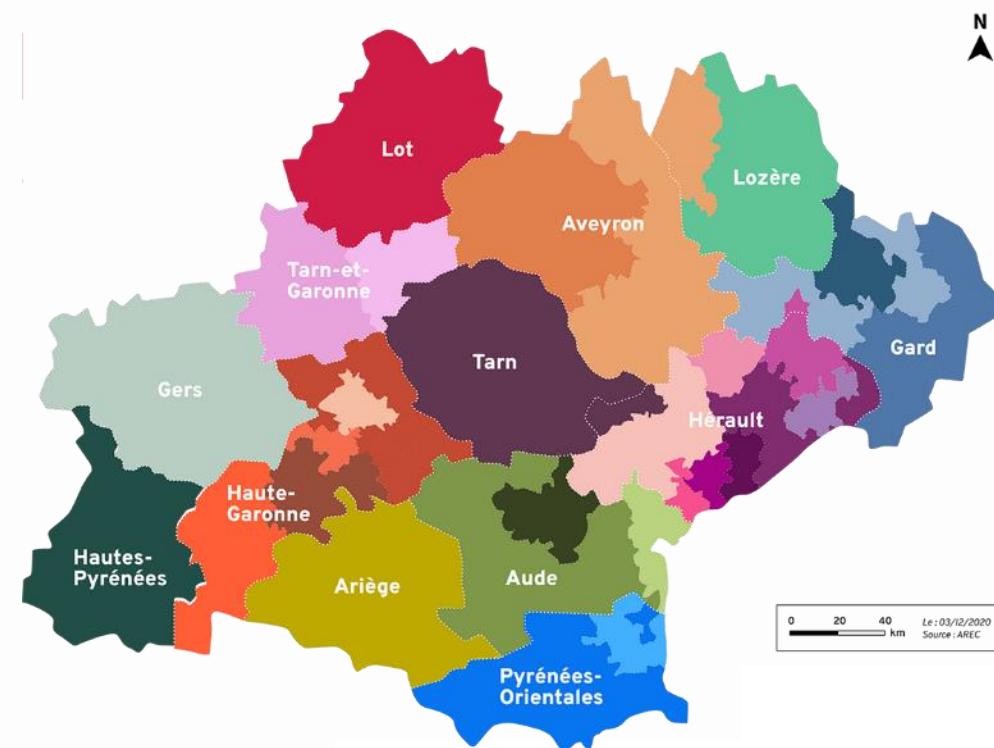 N
Lot
Lozère
Aveyron
Tarn-et-
Garonne
Gard
Tarn
Gers
Hérault
Haute-
Garonne
Hautes-
Pyrénées
Ariège
Aude
Pyrénées-
Orientales
0 20 40
km
Le : 03/12/2020
Source : AREC